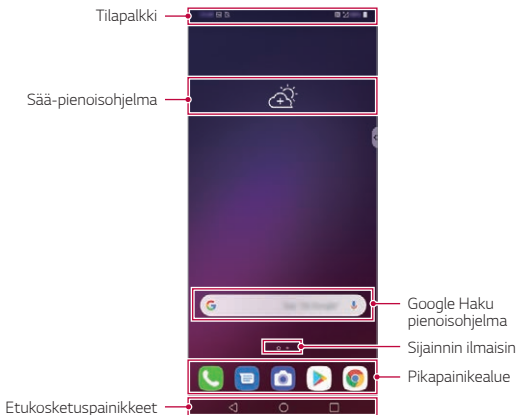 Tilapalkki
Sää-pienoisohjelma
Google Haku
pienoisohjelma
Sijainnin ilmaisin
Pikapainikealue
Etukosketuspainikkeet